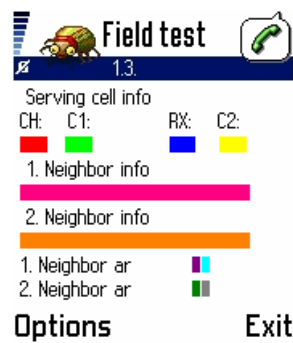 Field test
1.3.
Serving cell info
CH: C1: RX: C2:
1. Neighbor info
2. Neighbor info
1. Neighbor ar
2. Neighbor ar
Options Exit